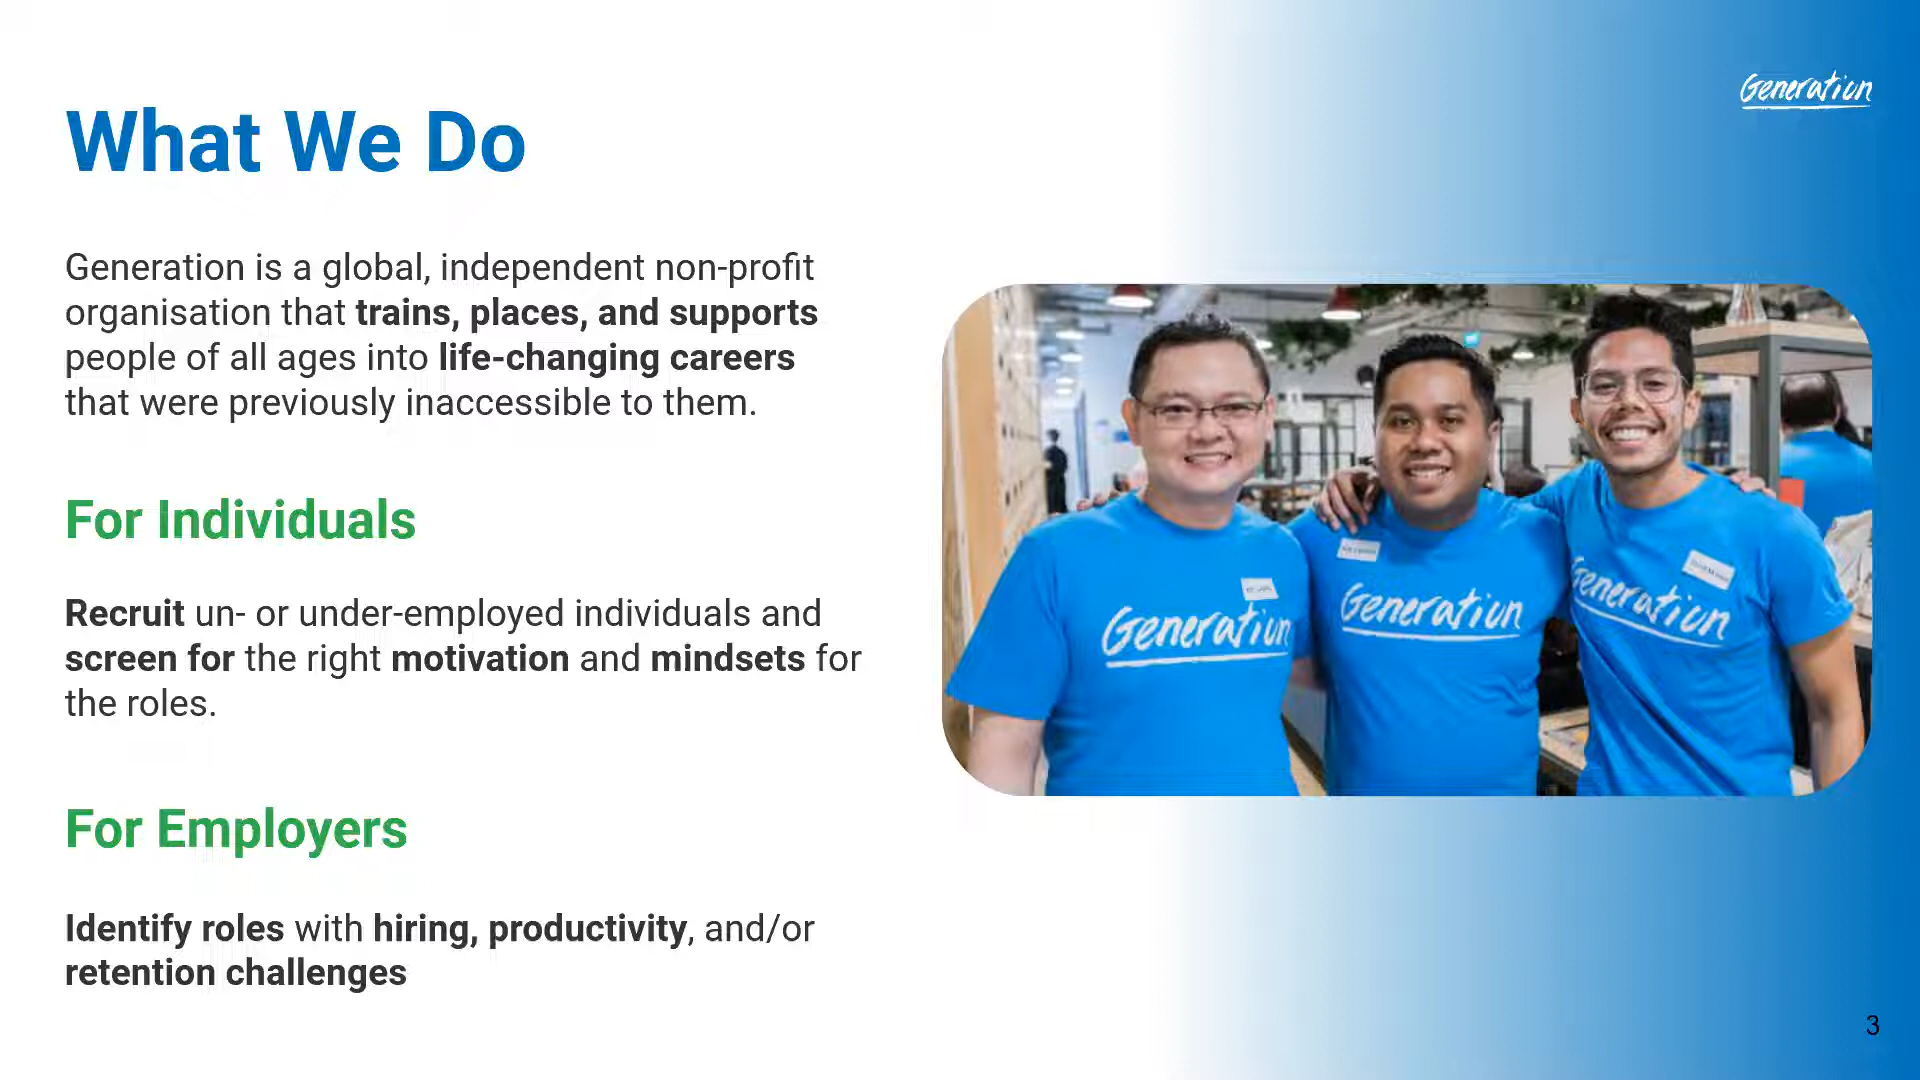 Generation
What We Do
Generation is a global, independent non-profit
organisation that trains, places, and supports
people of all ages into life-changing careers
that were previously inaccessible to them.
For Individuals
Recruit un- or under-employed individuals and
screen for the right motivation and mindsets for
the roles.
For Employers
Identify roles with hiring, productivity, and/or
retention challenges
Generation
Generation
Generation
3